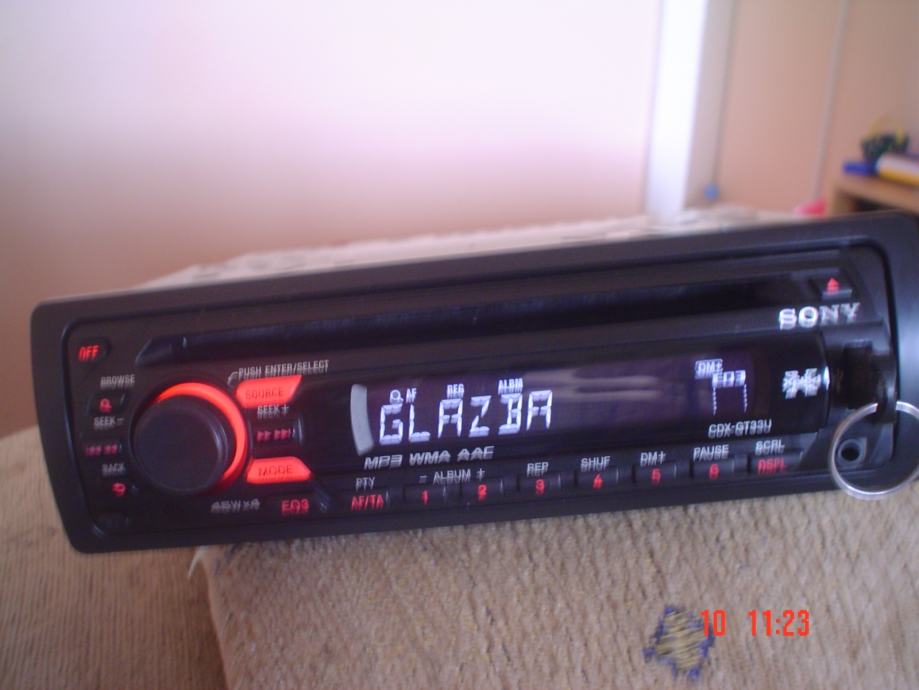 SONY
OFF
BROWSE
PUSH ENTER/SELECT
SOURCE
SEEK+
SEEK-
MODE
BACK
45Wx4
EQ3
AF
REG
ALBM
DM+
EQ3
GLAZBA
CDX-GT33U
MP3 WMA AAC
PTY
- ALBUM +
REP
SHUF
DM+
PAUSE
SCRL
AF/TA
1
2
3
4
5
6
DSPL
10 11:23